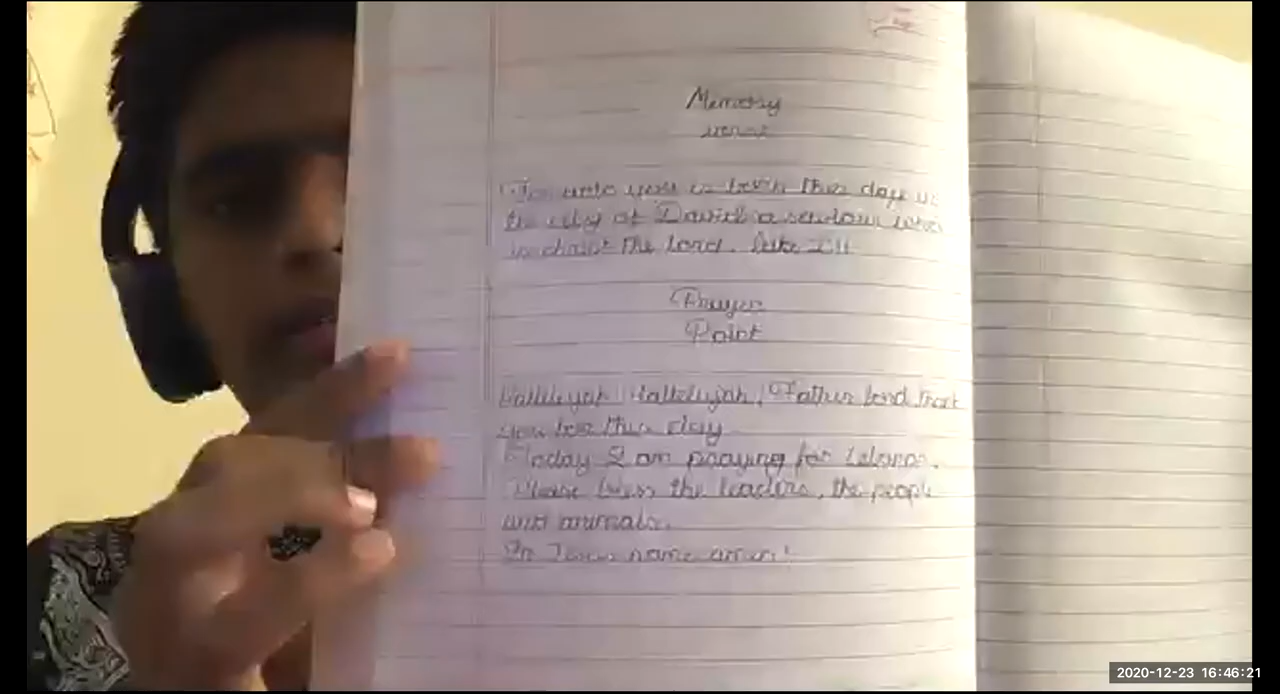 Memory
verse
For unto you is born this day in
the city of David a saviour which
is christ the Lord. Luke 2:11
Prayer
Point
Hallelujah Hallelujah, Father Lord thank
you for this day
Today I am praying for Lebanon.
Please bless the leaders, the people
and animals.
In Jesus name amen!
2020-12-23 16:46:21